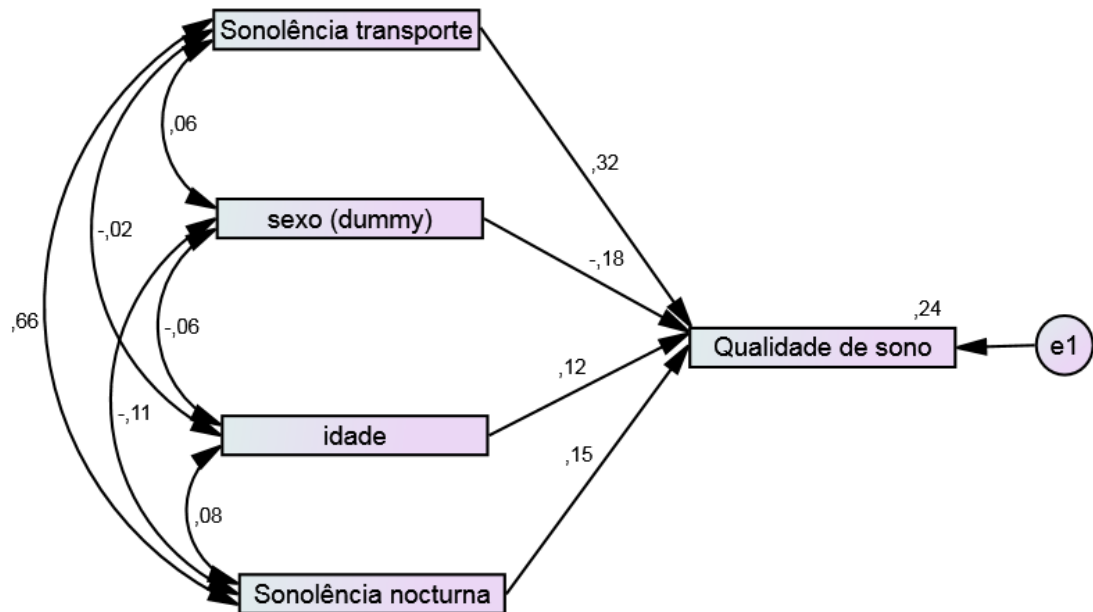 Sonolência transporte
,06
,32
sexo (dummy)
-,02
-,18
,66
-,06
,24
Qualidade de sono
e1
,12
-,11
idade
,15
,08
Sonolência nocturna